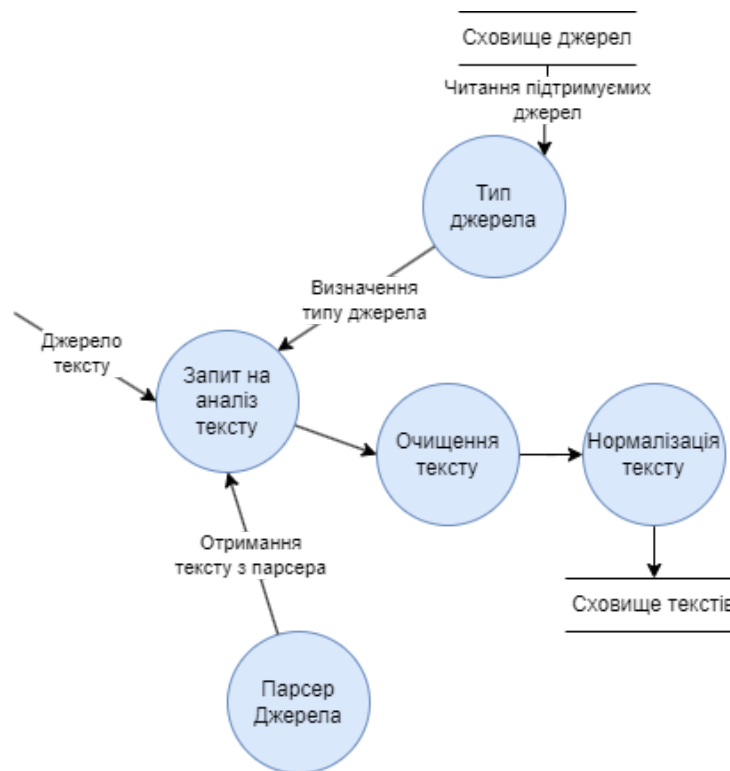 Сховище джерел
Читання підтримуємих
джерел
Тип
джерела
Визначення
типу джерела
Джерело
тексту
Запит на
аналіз
тексту
Очищення
тексту
Нормалізація
тексту
Отримання
тексту з парсера
Сховище текстів
Парсер
Джерела